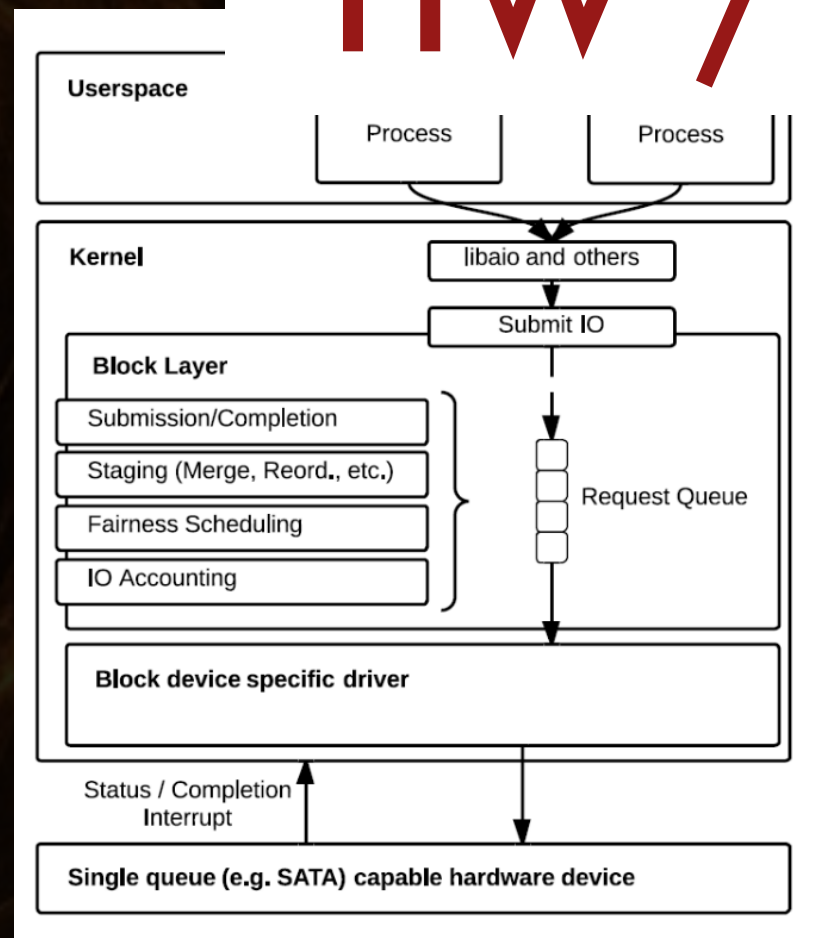 Userspace
Process
Process
Kernel
libaio and others
Submit IO
Block Layer
Submission/Completion
Staging (Merge, Reord., etc.)
Fairness Scheduling
IO Accounting
Request Queue
Block device specific driver
Status / Completion
Interrupt
Single queue (e.g. SATA) capable hardware device